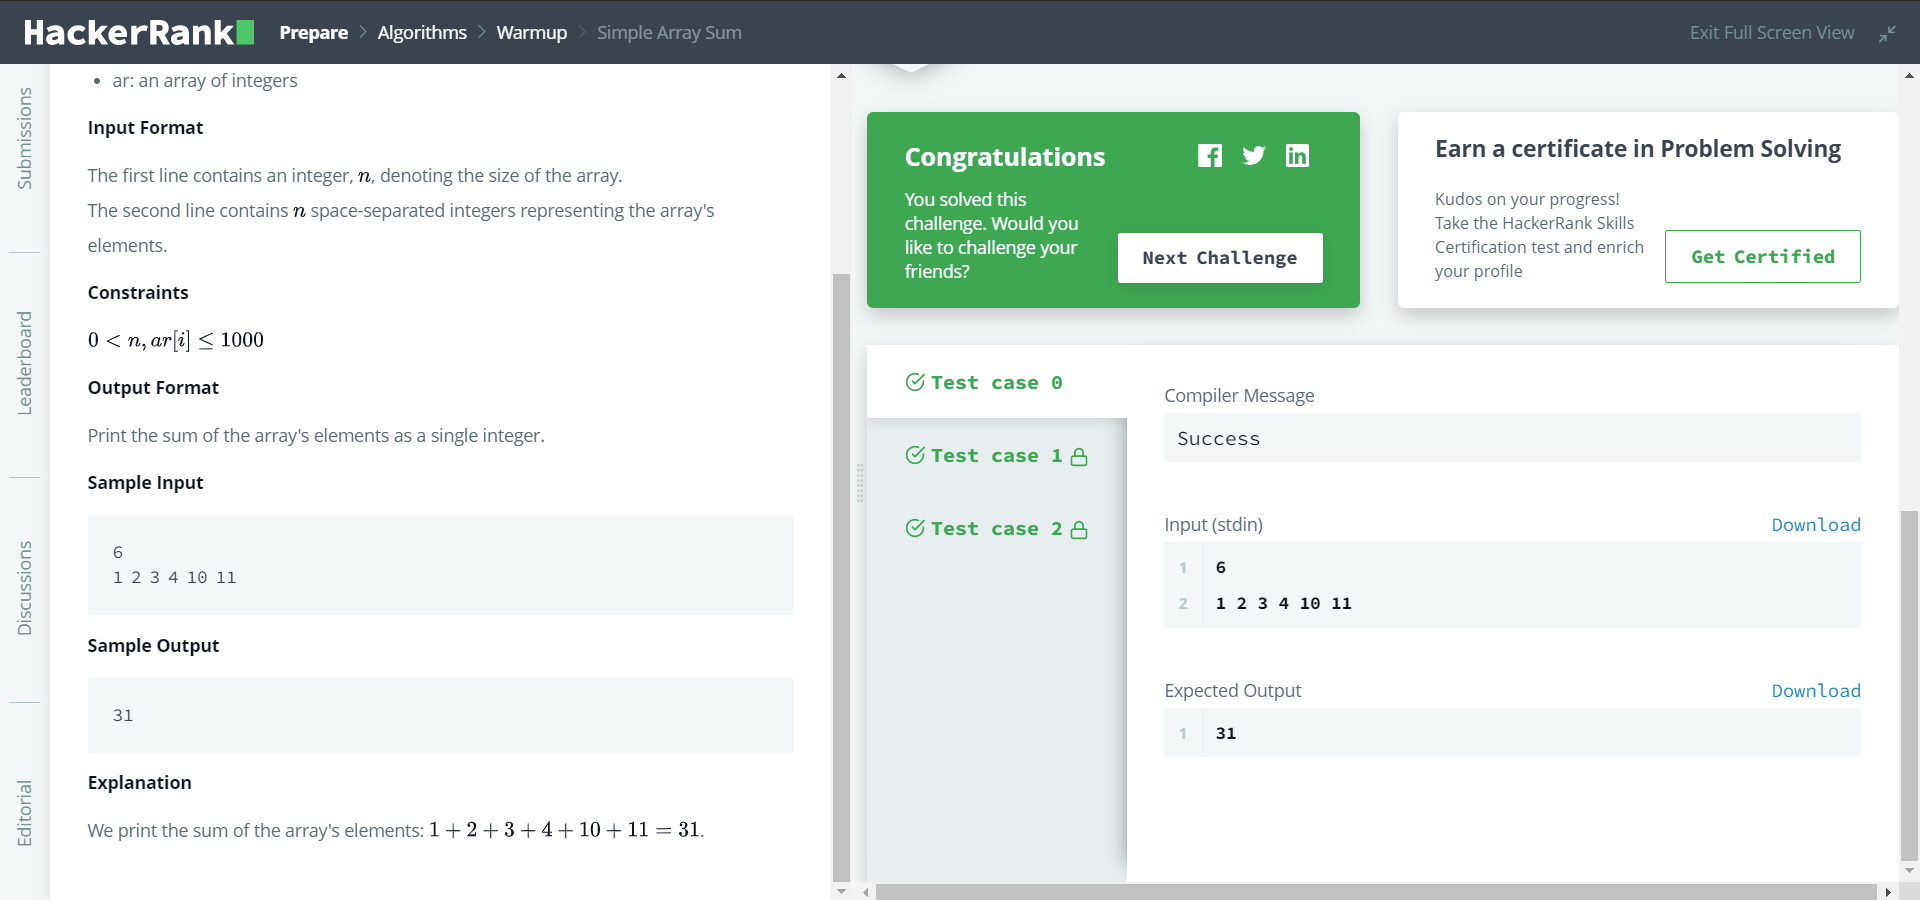 HackerRank
Prepare > Algorithms > Warmup > Simple Array Sum
Exit Full Screen View
Submissions
Leaderboard
Discussions
Editorial
• ar: an array of integers
Input Format
The first line contains an integer, n, denoting the size of the array.
The second line contains n space-separated integers representing the array's
elements.
Constraints
0 < n, ar[i] ≤ 1000
Output Format
Print the sum of the array's elements as a single integer.
Sample Input
6
1 2 3 4 10 11
Sample Output
31
Explanation
We print the sum of the array's elements: 1 + 2 + 3 + 4 + 10 + 11 = 31.
Congratulations
You solved this
challenge. Would you
like to challenge your
friends?
Next Challenge
Earn a certificate in Problem Solving
Kudos on your progress!
Take the HackerRank Skills
Certification test and enrich
your profile
Get Certified
Test case 0
Test case 1
Test case 2
Compiler Message
Success
Input (stdin)
Download
1 6
2 1 2 3 4 10 11
Expected Output
Download
1 31